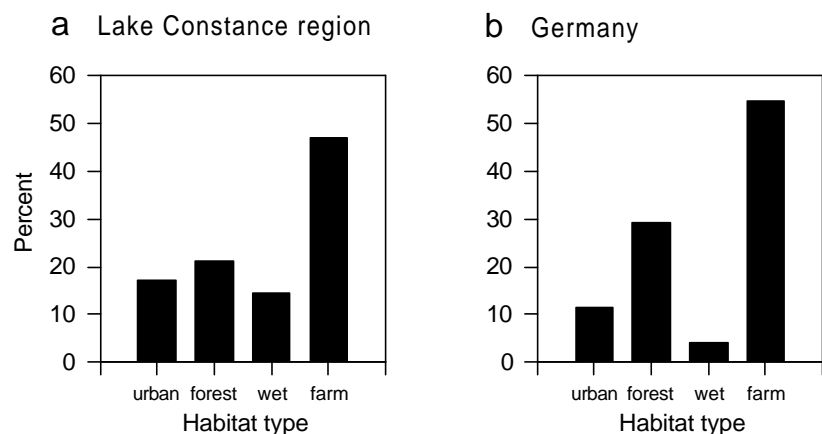 a Lake Constance region
60
50
40
30
20
10
0
Percent
urban forest wet farm
Habitat type
b Germany
60
50
40
30
20
10
0
urban forest wet farm
Habitat type